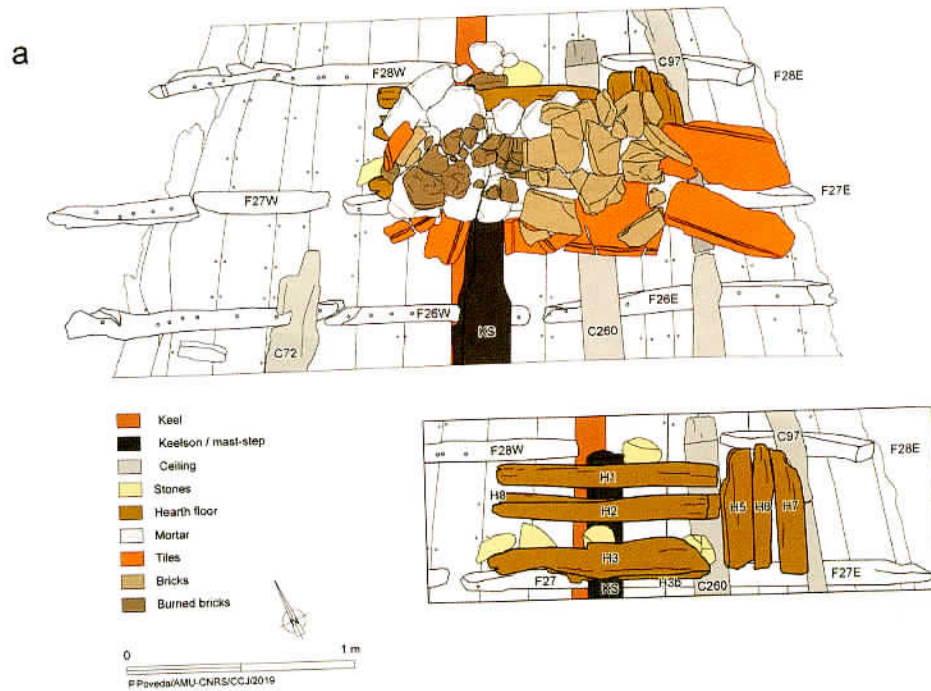 a
F28W
C97
F28E
F27W
F27E
F26W
F26E
KS
C260
C72
Keel
Keelson / mast-step
Ceiling
Stones
Hearth floor
Mortar
Tiles
Bricks
Burned bricks
0 1 m
P.Poveda/AMU-CNRS/CCJ/2019
F28W
C97
F28E
H1
H8
H2
H5
H6
H7
H3
F27
H3b
F27E
KS
C260